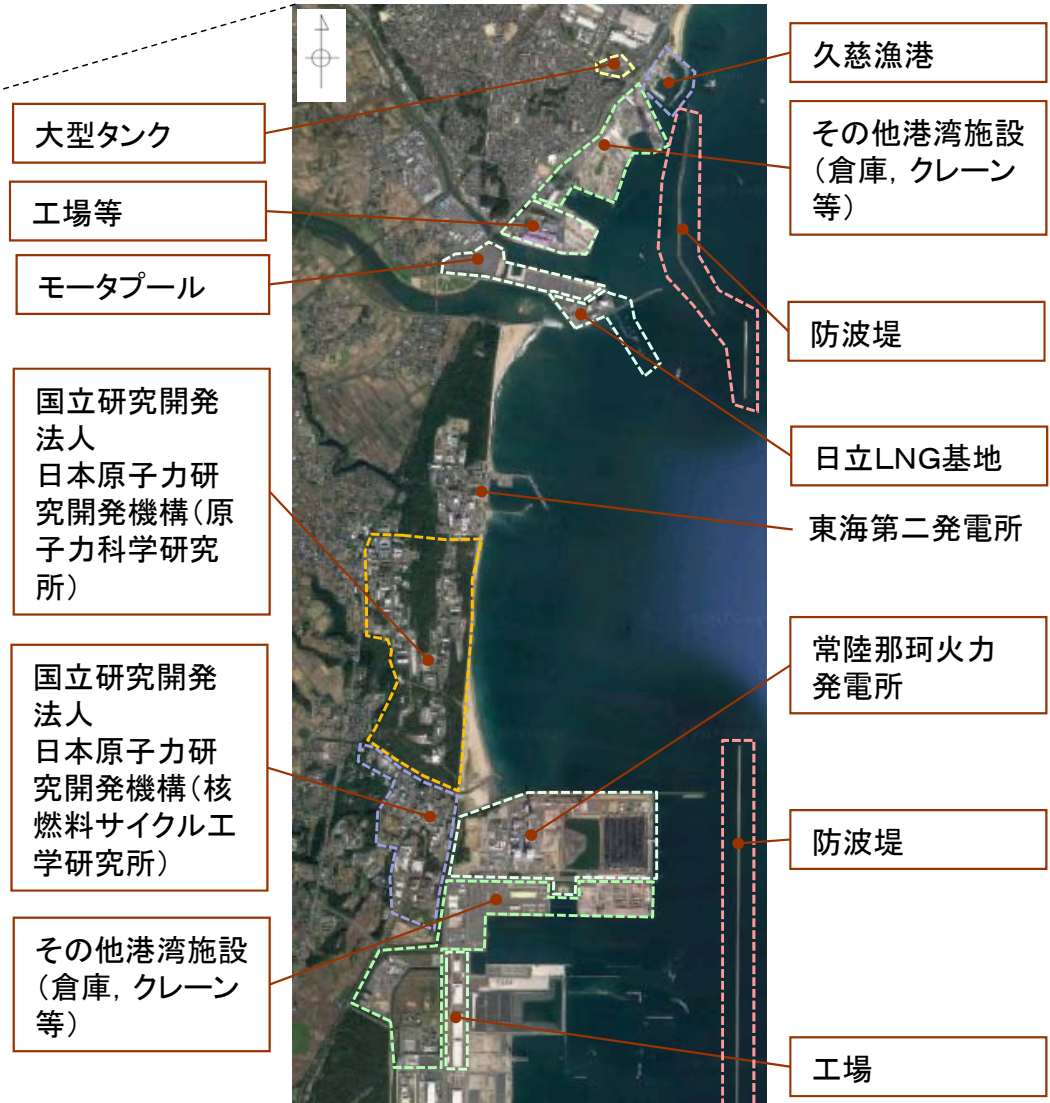 大型タンク
工場等
モータプール
国立研究開発
法人
日本原子力研
究開発機構(原
子力科学研究
所)
国立研究開発
法人
日本原子力研
究開発機構(核
燃料サイクル工
学研究所)
その他港湾施設
(倉庫, クレーン
等)
久慈漁港
その他港湾施設
(倉庫, クレーン
等)
防波堤
日立LNG基地
東海第二発電所
常陸那珂火力
発電所
防波堤
工場